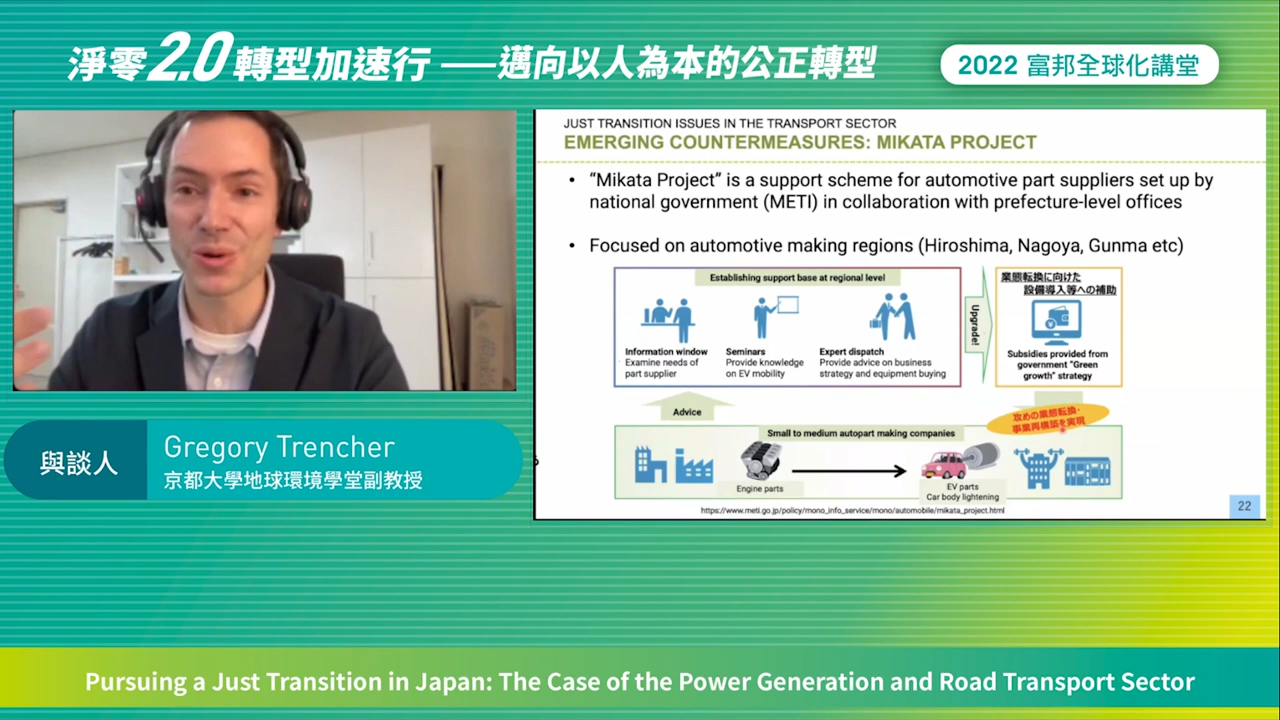 淨零2.0轉型加速行——邁向以人為本的公正轉型
2022 富邦全球化講堂
JUST TRANSITION ISSUES IN THE TRANSPORT SECTOR
EMERGING COUNTERMEASURES: MIKATA PROJECT
• “Mikata Project” is a support scheme for automotive part suppliers set up by
national government (METI) in collaboration with prefecture-level offices
• Focused on automotive making regions (Hiroshima, Nagoya, Gunma etc)
Establishing support base at regional level
Information window
Examine needs of
part supplier
Seminars
Provide knowledge
on EV mobility
Expert dispatch
Provide advice on business
strategy and equipment buying
Upgrade!
業態転換に向けた
設備導入等への補助
Subsidies provided from
government “Green
growth” strategy
Advice
攻めの業態転換・
事業再構築を実現
Small to medium autopart making companies
Engine parts
EV parts
Car body lightening
https://www.meti.go.jp/policy/mono_info_service/mono/automobile/mikata_project.html
22
與談人
Gregory Trencher
京都大學地球環境學堂副教授
Pursuing a Just Transition in Japan: The Case of the Power Generation and Road Transport Sector